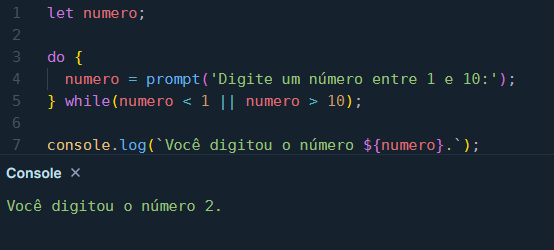 1 let numero;
2
3 do {
4 numero = prompt('Digite um número entre 1 e 10:');
5 } while(numero < 1 || numero > 10);
6
7 console.log(`Você digitou o número ${numero}.`);
Console ×
Você digitou o número 2.